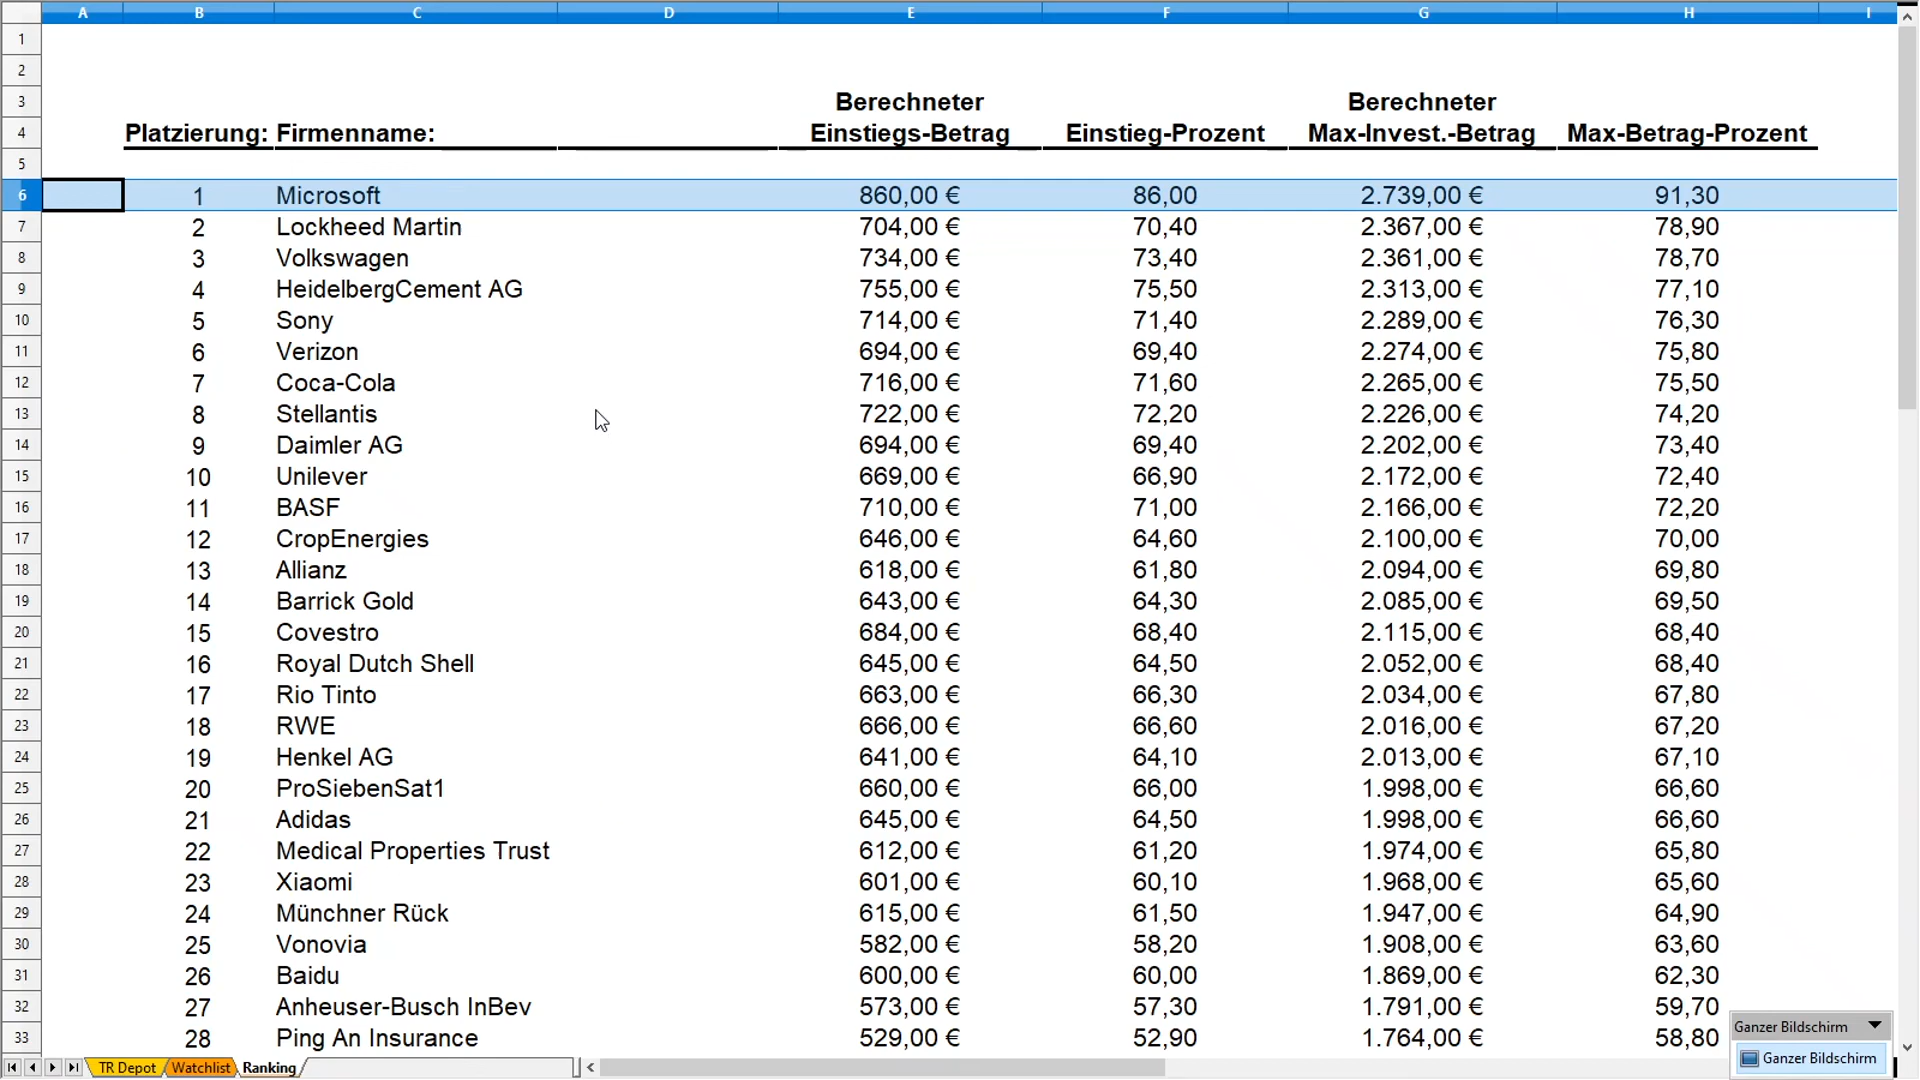 A B C D E F G H I
1
2
3 Berechneter Berechneter
4 Platzierung: Firmenname: Einstiegs-Betrag Einstieg-Prozent Max-Invest.-Betrag Max-Betrag-Prozent
5
6 1 Microsoft 860,00 € 86,00 2.739,00 € 91,30
7 2 Lockheed Martin 704,00 € 70,40 2.367,00 € 78,90
8 3 Volkswagen 734,00 € 73,40 2.361,00 € 78,70
9 4 HeidelbergCement AG 755,00 € 75,50 2.313,00 € 77,10
10 5 Sony 714,00 € 71,40 2.289,00 € 76,30
11 6 Verizon 694,00 € 69,40 2.274,00 € 75,80
12 7 Coca-Cola 716,00 € 71,60 2.265,00 € 75,50
13 8 Stellantis 722,00 € 72,20 2.226,00 € 74,20
14 9 Daimler AG 694,00 € 69,40 2.202,00 € 73,40
15 10 Unilever 669,00 € 66,90 2.172,00 € 72,40
16 11 BASF 710,00 € 71,00 2.166,00 € 72,20
17 12 CropEnergies 646,00 € 64,60 2.100,00 € 70,00
18 13 Allianz 618,00 € 61,80 2.094,00 € 69,80
19 14 Barrick Gold 643,00 € 64,30 2.085,00 € 69,50
20 15 Covestro 684,00 € 68,40 2.115,00 € 68,40
21 16 Royal Dutch Shell 645,00 € 64,50 2.052,00 € 68,40
22 17 Rio Tinto 663,00 € 66,30 2.034,00 € 67,80
23 18 RWE 666,00 € 66,60 2.016,00 € 67,20
24 19 Henkel AG 641,00 € 64,10 2.013,00 € 67,10
25 20 ProSiebenSat1 660,00 € 66,00 1.998,00 € 66,60
26 21 Adidas 645,00 € 64,50 1.998,00 € 66,60
27 22 Medical Properties Trust 612,00 € 61,20 1.974,00 € 65,80
28 23 Xiaomi 601,00 € 60,10 1.968,00 € 65,60
29 24 Münchner Rück 615,00 € 61,50 1.947,00 € 64,90
30 25 Vonovia 582,00 € 58,20 1.908,00 € 63,60
31 26 Baidu 600,00 € 60,00 1.869,00 € 62,30
32 27 Anheuser-Busch InBev 573,00 € 57,30 1.791,00 € 59,70
33 28 Ping An Insurance 529,00 € 52,90 1.764,00 € 58,80
Ganzer Bildschirm
Ganzer Bildschirm
TR Depot Watchlist Ranking